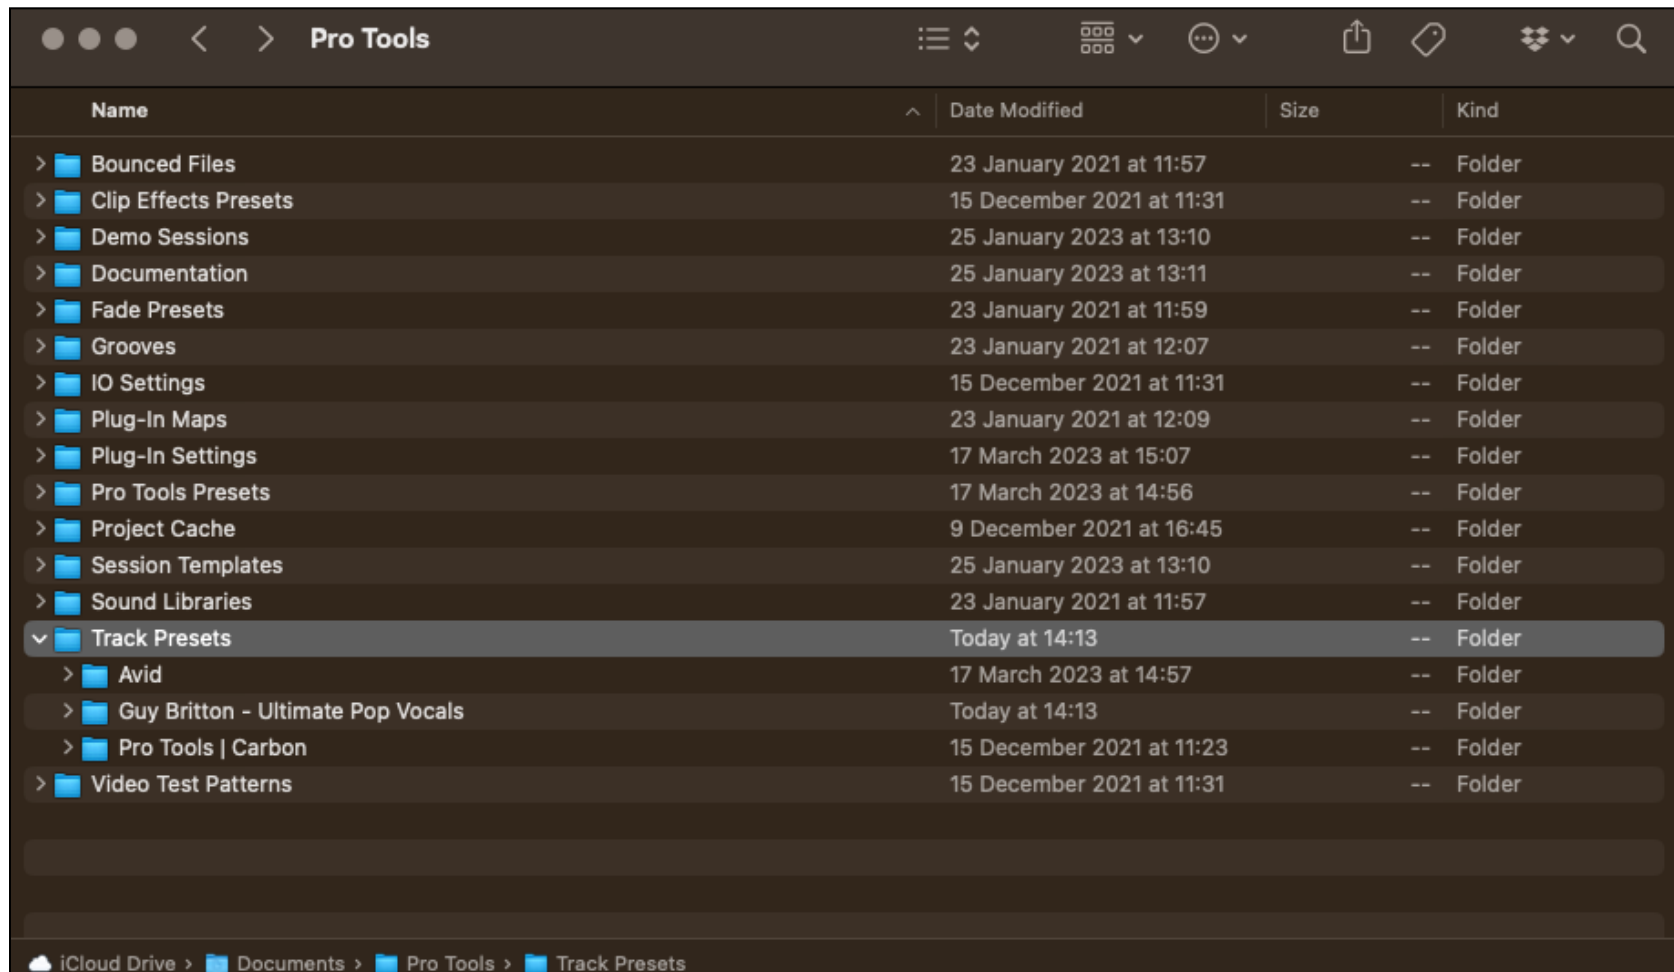 Pro Tools
Name Date Modified Size Kind
Bounced Files 23 January 2021 at 11:57 -- Folder
Clip Effects Presets 15 December 2021 at 11:31 -- Folder
Demo Sessions 25 January 2023 at 13:10 -- Folder
Documentation 25 January 2023 at 13:11 -- Folder
Fade Presets 23 January 2021 at 11:59 -- Folder
Grooves 23 January 2021 at 12:07 -- Folder
IO Settings 15 December 2021 at 11:31 -- Folder
Plug-In Maps 23 January 2021 at 12:09 -- Folder
Plug-In Settings 17 March 2023 at 15:07 -- Folder
Pro Tools Presets 17 March 2023 at 14:56 -- Folder
Project Cache 9 December 2021 at 16:45 -- Folder
Session Templates 25 January 2023 at 13:10 -- Folder
Sound Libraries 23 January 2021 at 11:57 -- Folder
Track Presets Today at 14:13 -- Folder
Avid 17 March 2023 at 14:57 -- Folder
Guy Britton - Ultimate Pop Vocals Today at 14:13 -- Folder
Pro Tools | Carbon 15 December 2021 at 11:23 -- Folder
Video Test Patterns 15 December 2021 at 11:31 -- Folder
iCloud Drive › Documents › Pro Tools › Track Presets